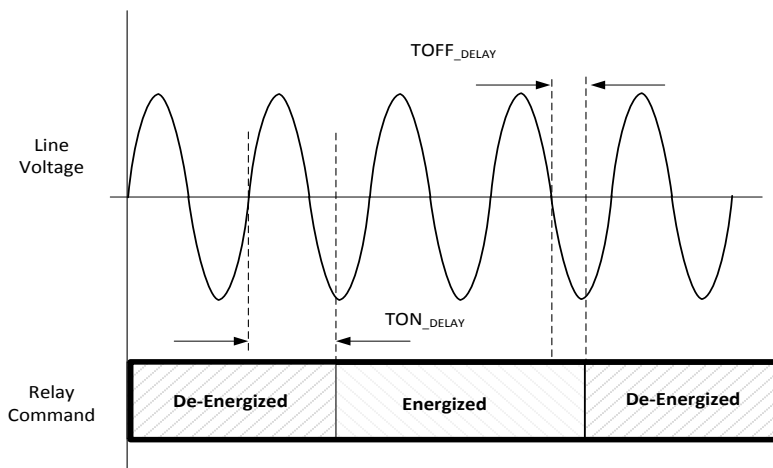 TOFF_DELAY
Line
Voltage
TON_DELAY
Relay
Command
De-Energized
Energized
De-Energized